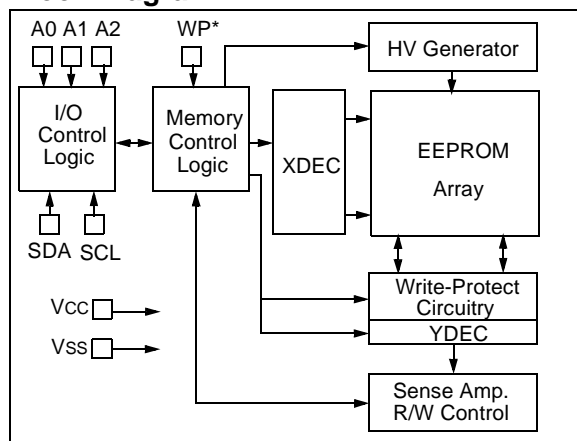 A0 A1 A2
WP*
HV Generator
I/O
Control
Logic
Memory
Control
Logic
XDEC
EEPROM
Array
SDA
SCL
Write-Protect
Circuitry
YDEC
VCC
VSS
Sense Amp.
R/W Control